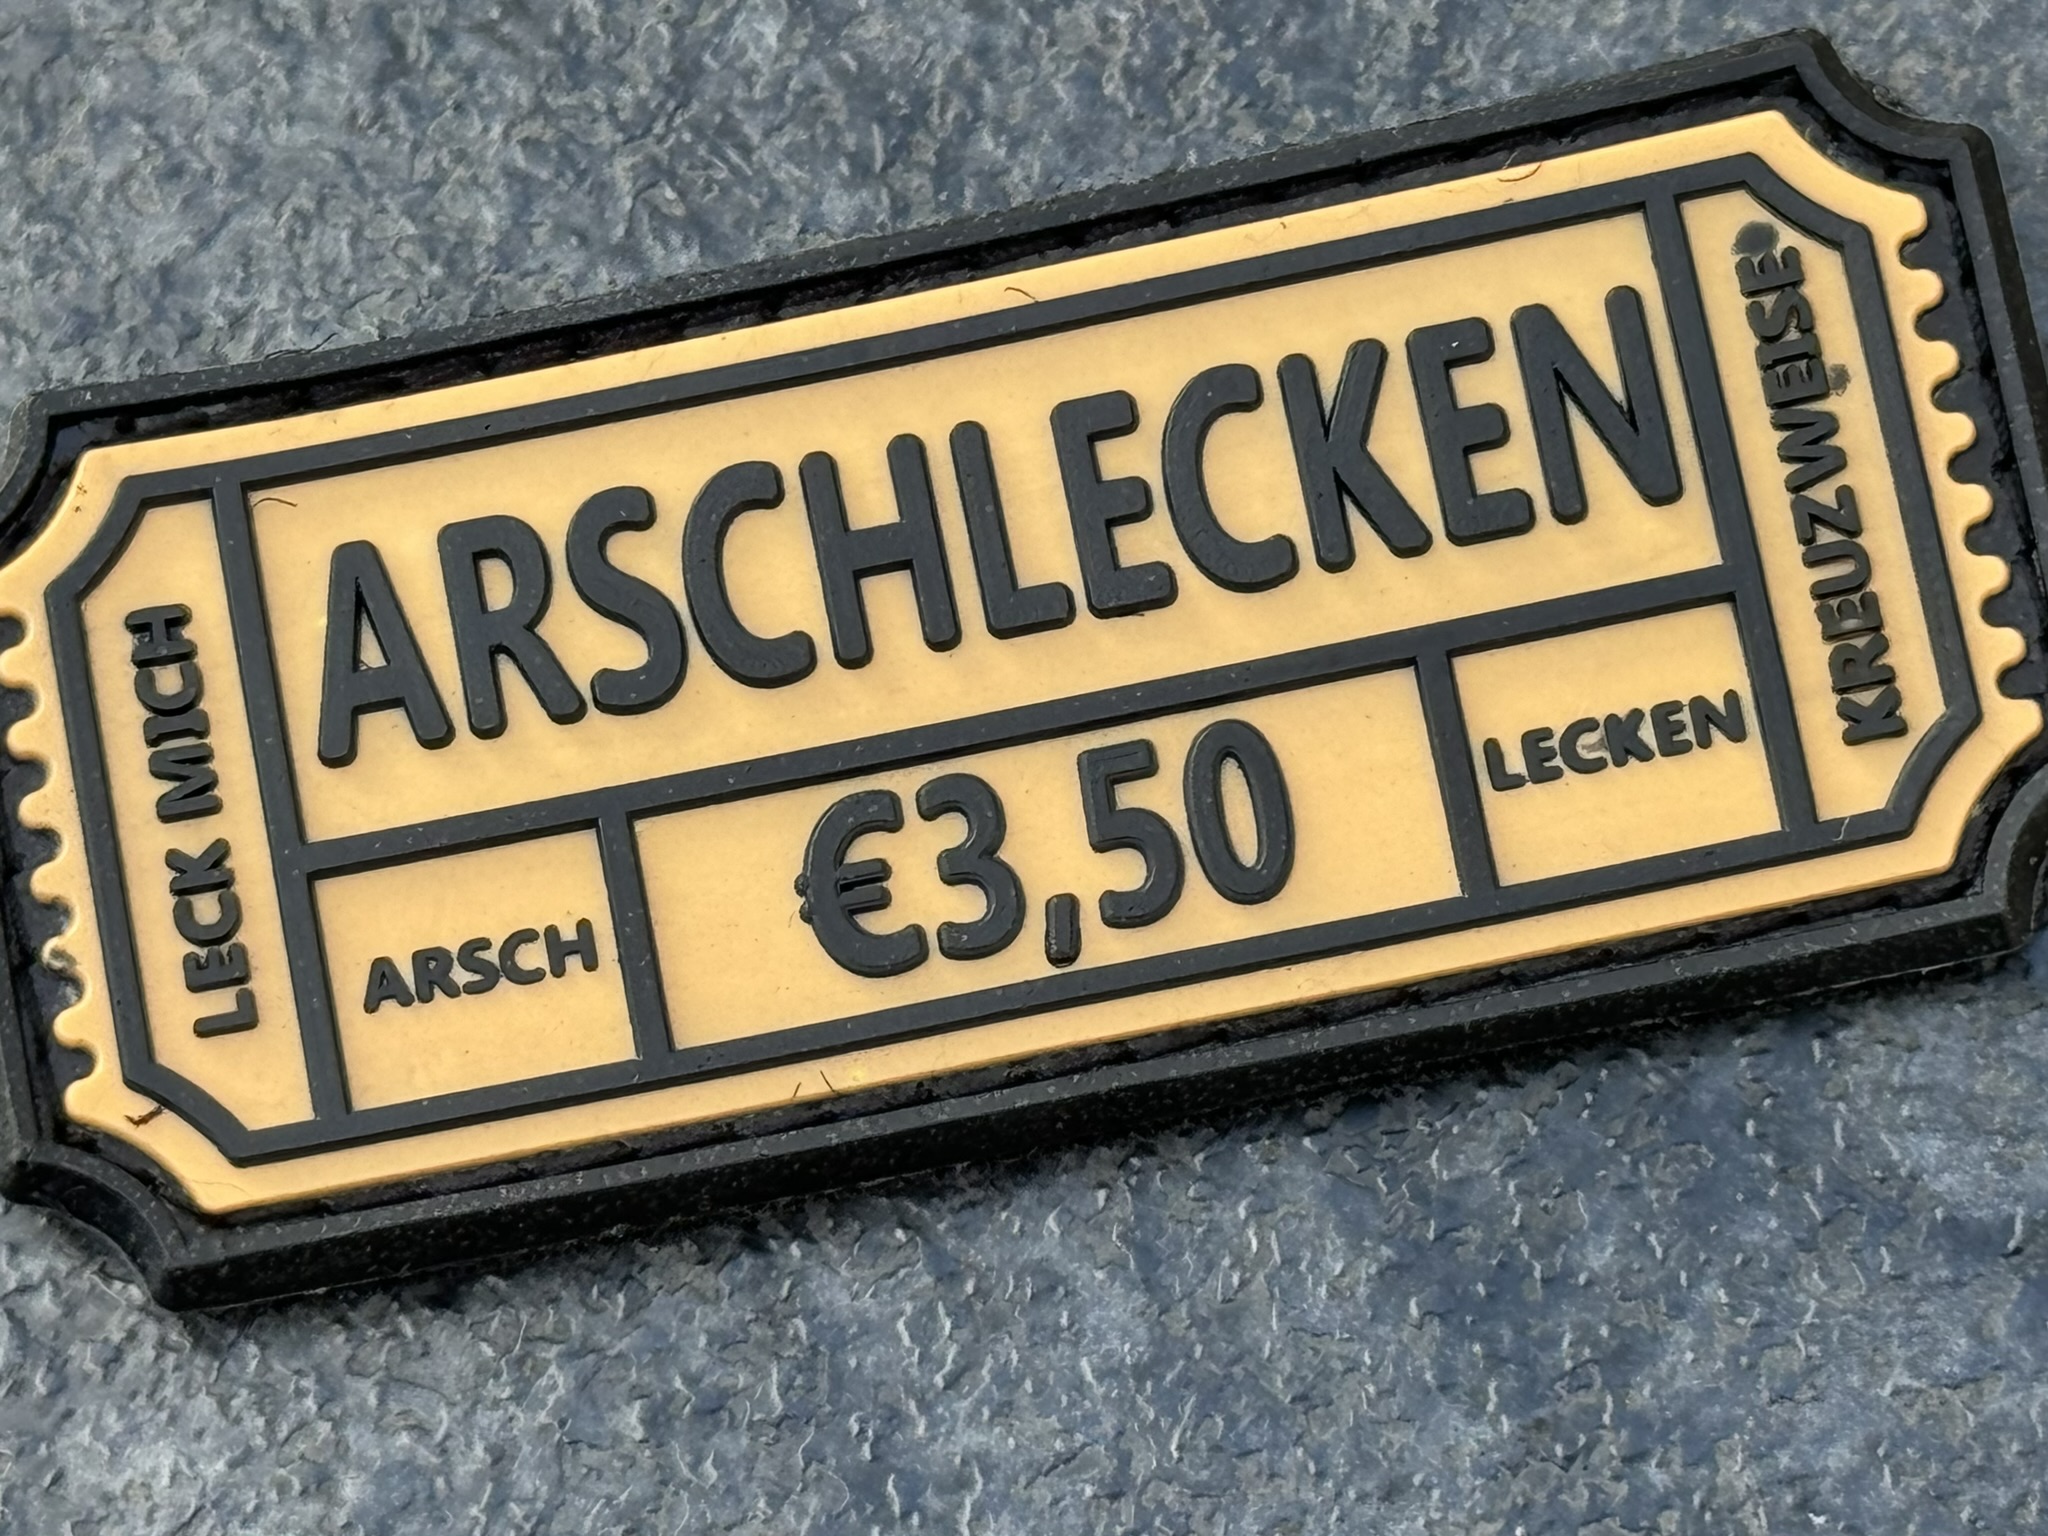 LECK MICH
ARSCHLECKEN
ARSCH
€3,50
LECKEN
KREUZWEISE